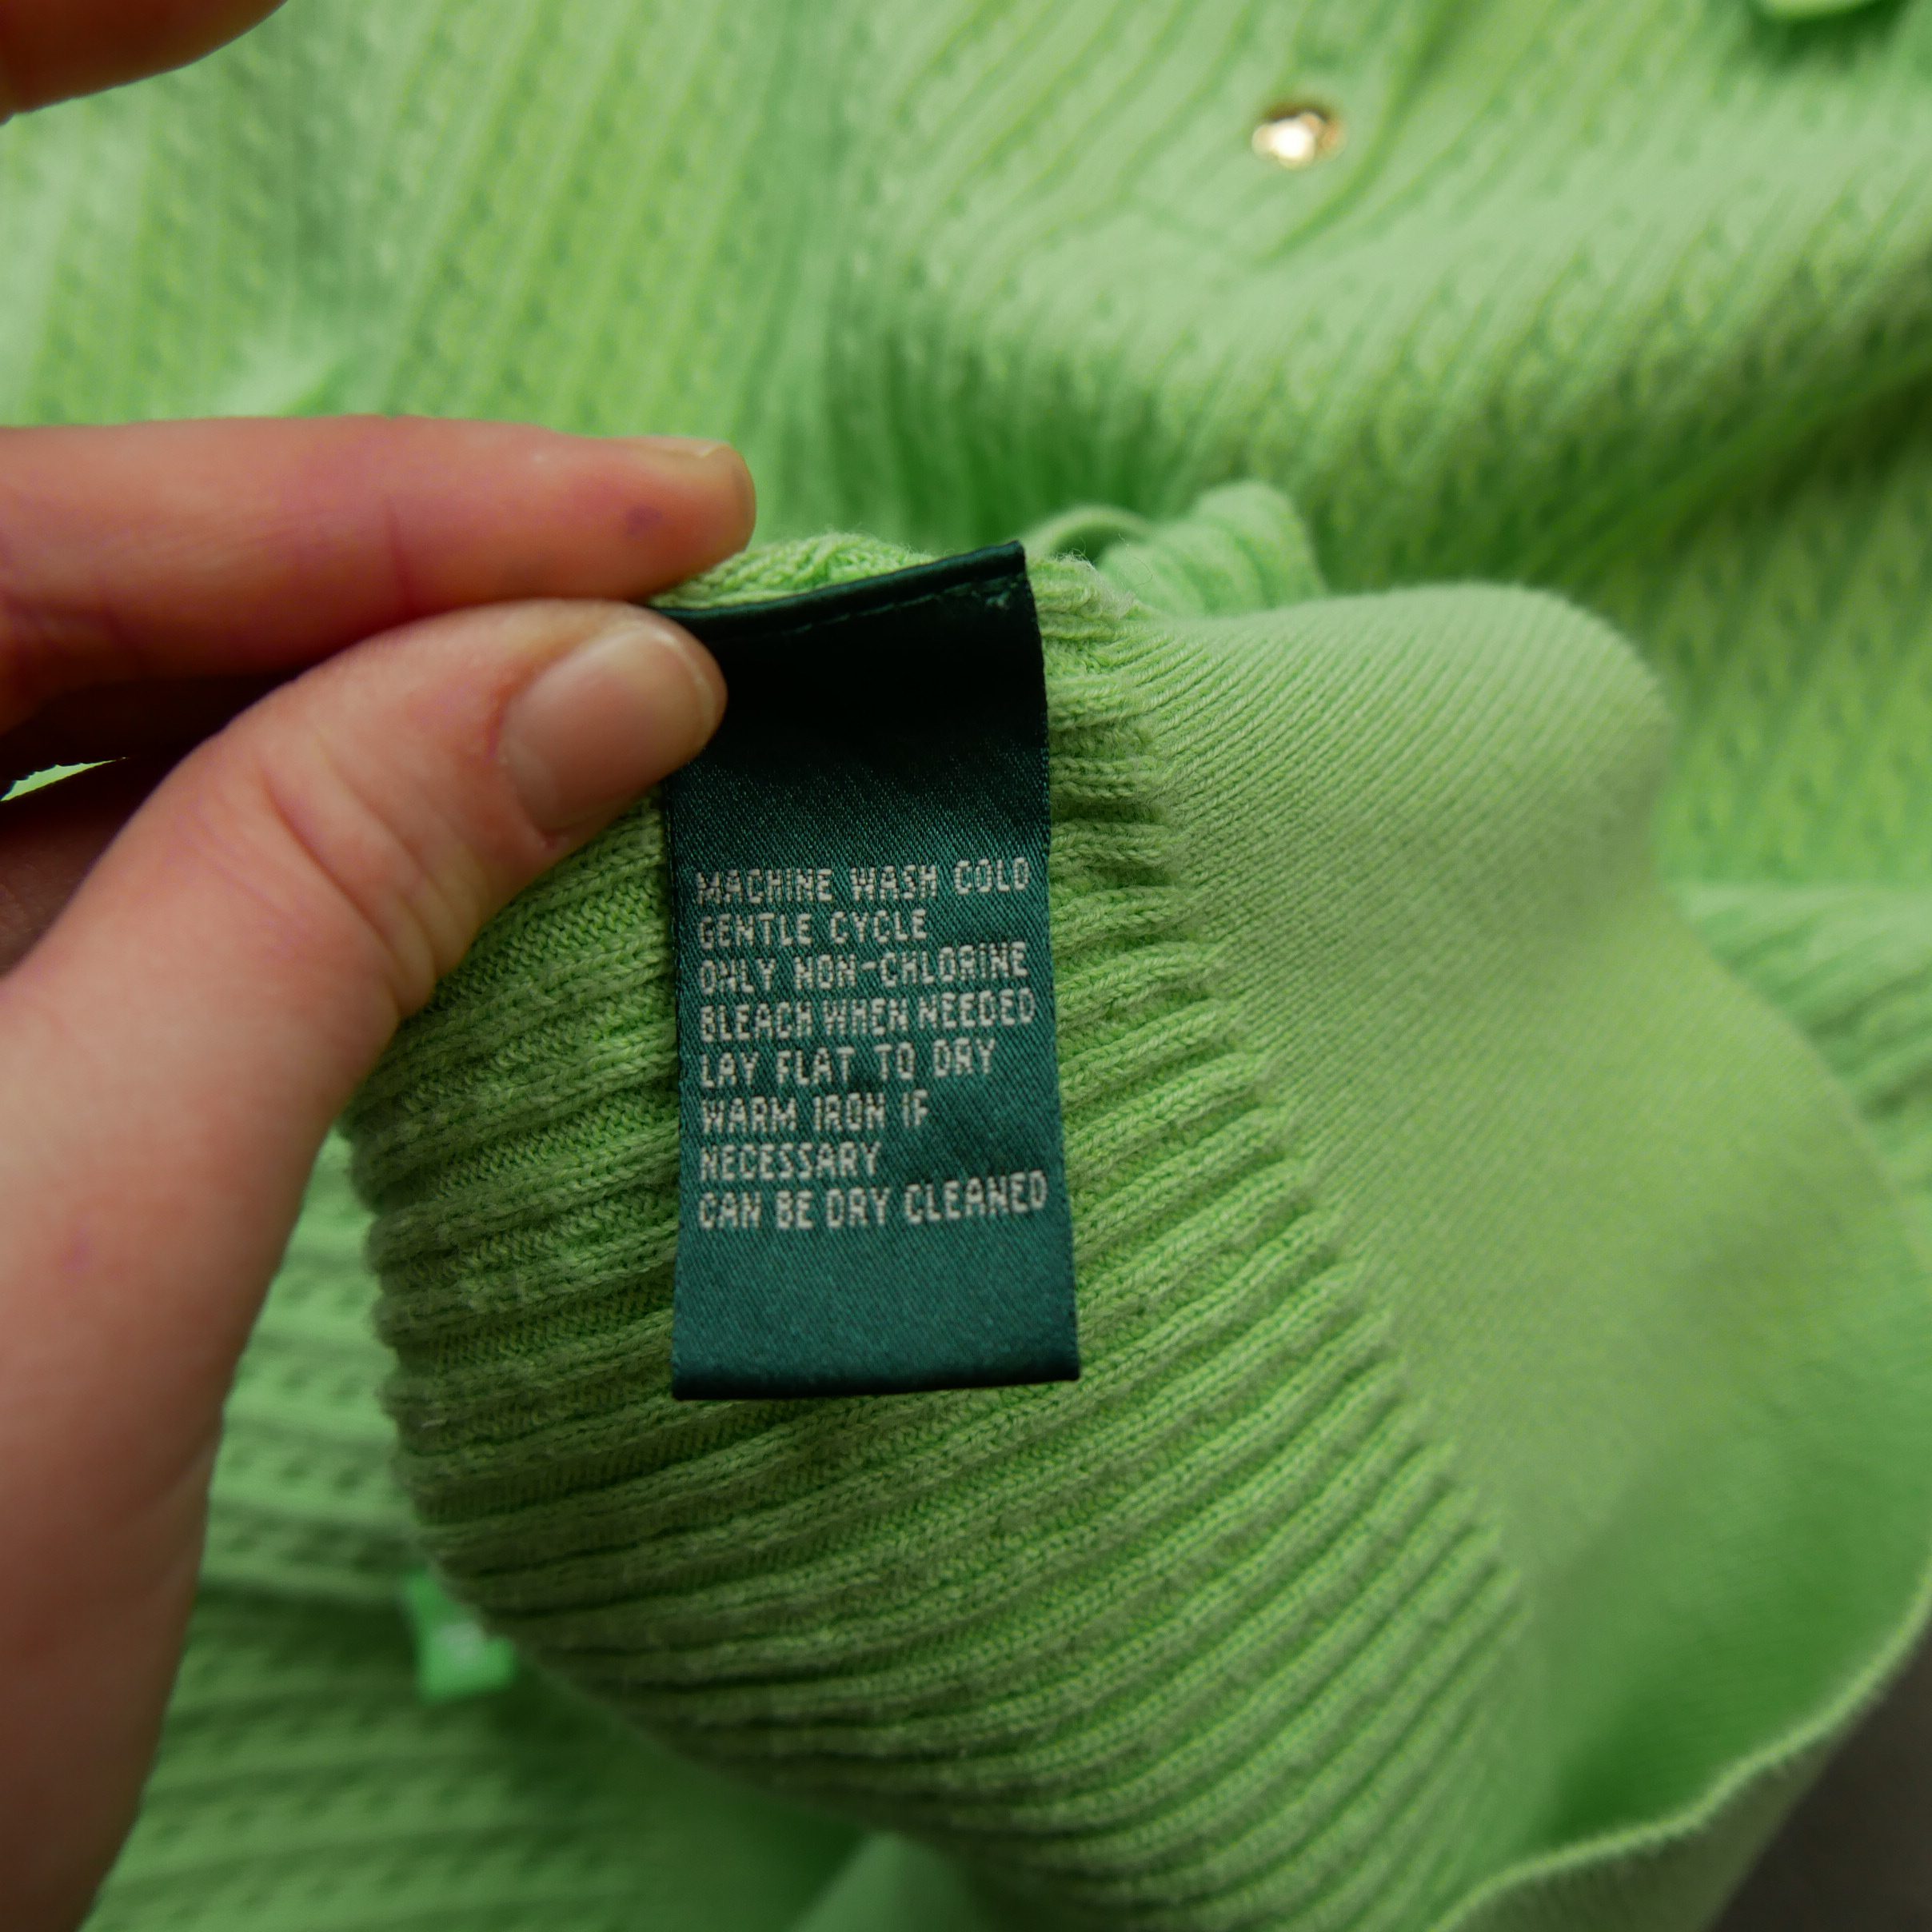 MACHINE WASH COLD
GENTLE CYCLE
ONLY NON-CHLORINE
BLEACH WHEN NEEDED
LAY FLAT TO DRY
WARM IRON IF
NECESSARY
CAN BE DRY CLEANED